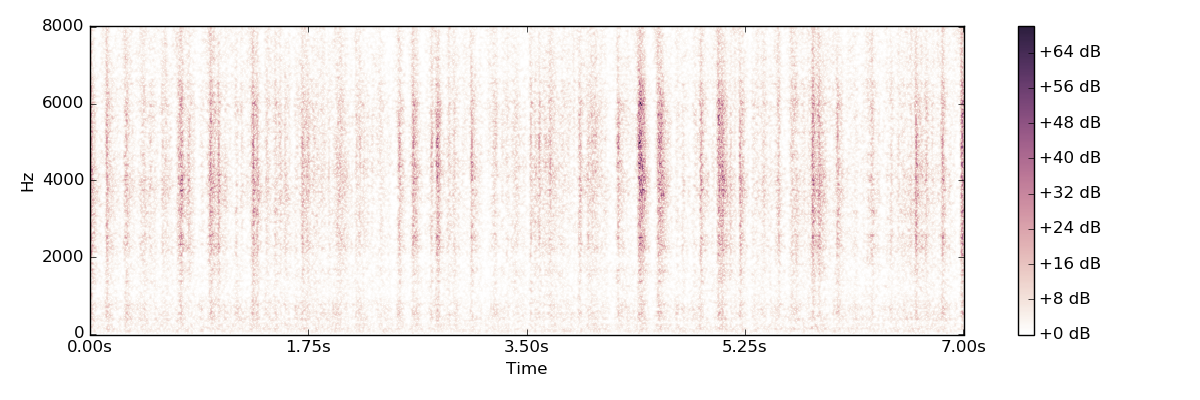 8000
6000
4000
2000
0
Hz
0.00s 1.75s 3.50s 5.25s 7.00s
Time
+64 dB
+56 dB
+48 dB
+40 dB
+32 dB
+24 dB
+16 dB
+8 dB
+0 dB